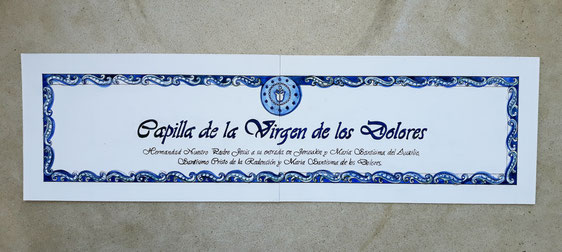 Capilla de la Virgen de los Dolores
Hermandad Nuestro Padre Jesús a su entrada en Jerusalén y María Santísima del Auxilio,
Santísimo Cristo de la Redención y María Santísima de los Dolores.